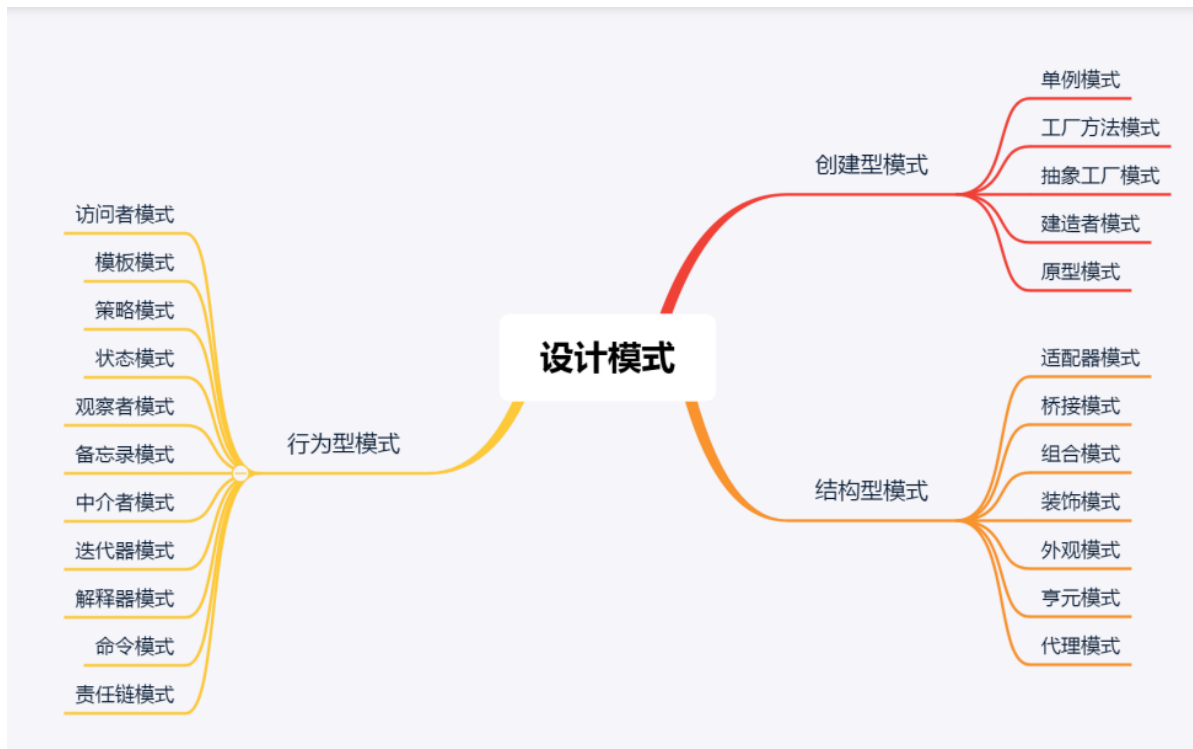 设计模式
创建型模式
单例模式
工厂方法模式
抽象工厂模式
建造者模式
原型模式
结构型模式
适配器模式
桥接模式
组合模式
装饰模式
外观模式
亨元模式
代理模式
行为型模式
访问者模式
模板模式
策略模式
状态模式
观察者模式
备忘录模式
中介者模式
迭代器模式
解释器模式
命令模式
责任链模式